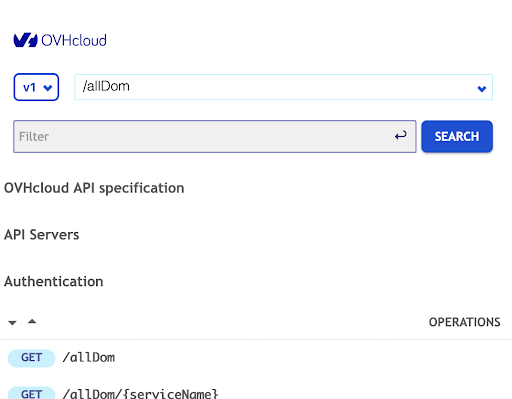 OVHcloud
v1
/allDom
Filter
SEARCH
OVHcloud API specification
API Servers
Authentication
OPERATIONS
GET /allDom
GET /allDom/{serviceName}